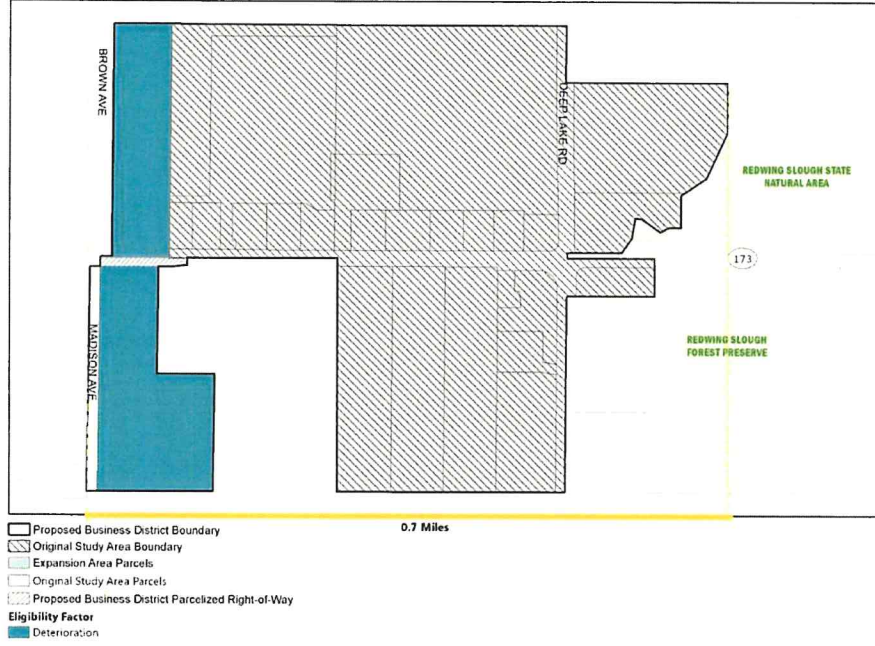 BROWN AVE
DEEP LAKE RD
REDWING SLOUGH STATE
NATURAL AREA
173
MADISON AVE
REDWING SLOUGH
FOREST PRESERVE
0.7 Miles
Proposed Business District Boundary
Original Study Area Boundary
Expansion Area Parcels
Original Study Area Parcels
Proposed Business District Parcelized Right-of-Way
Eligibility Factor
Deterioration